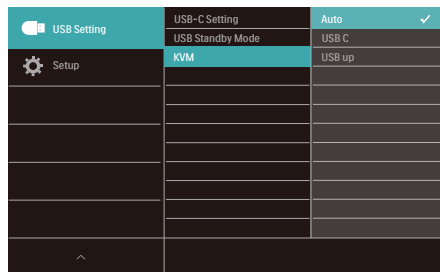 USB Setting
Setup
USB-C Setting
USB Standby Mode
KVM
Auto
USB C
USB up